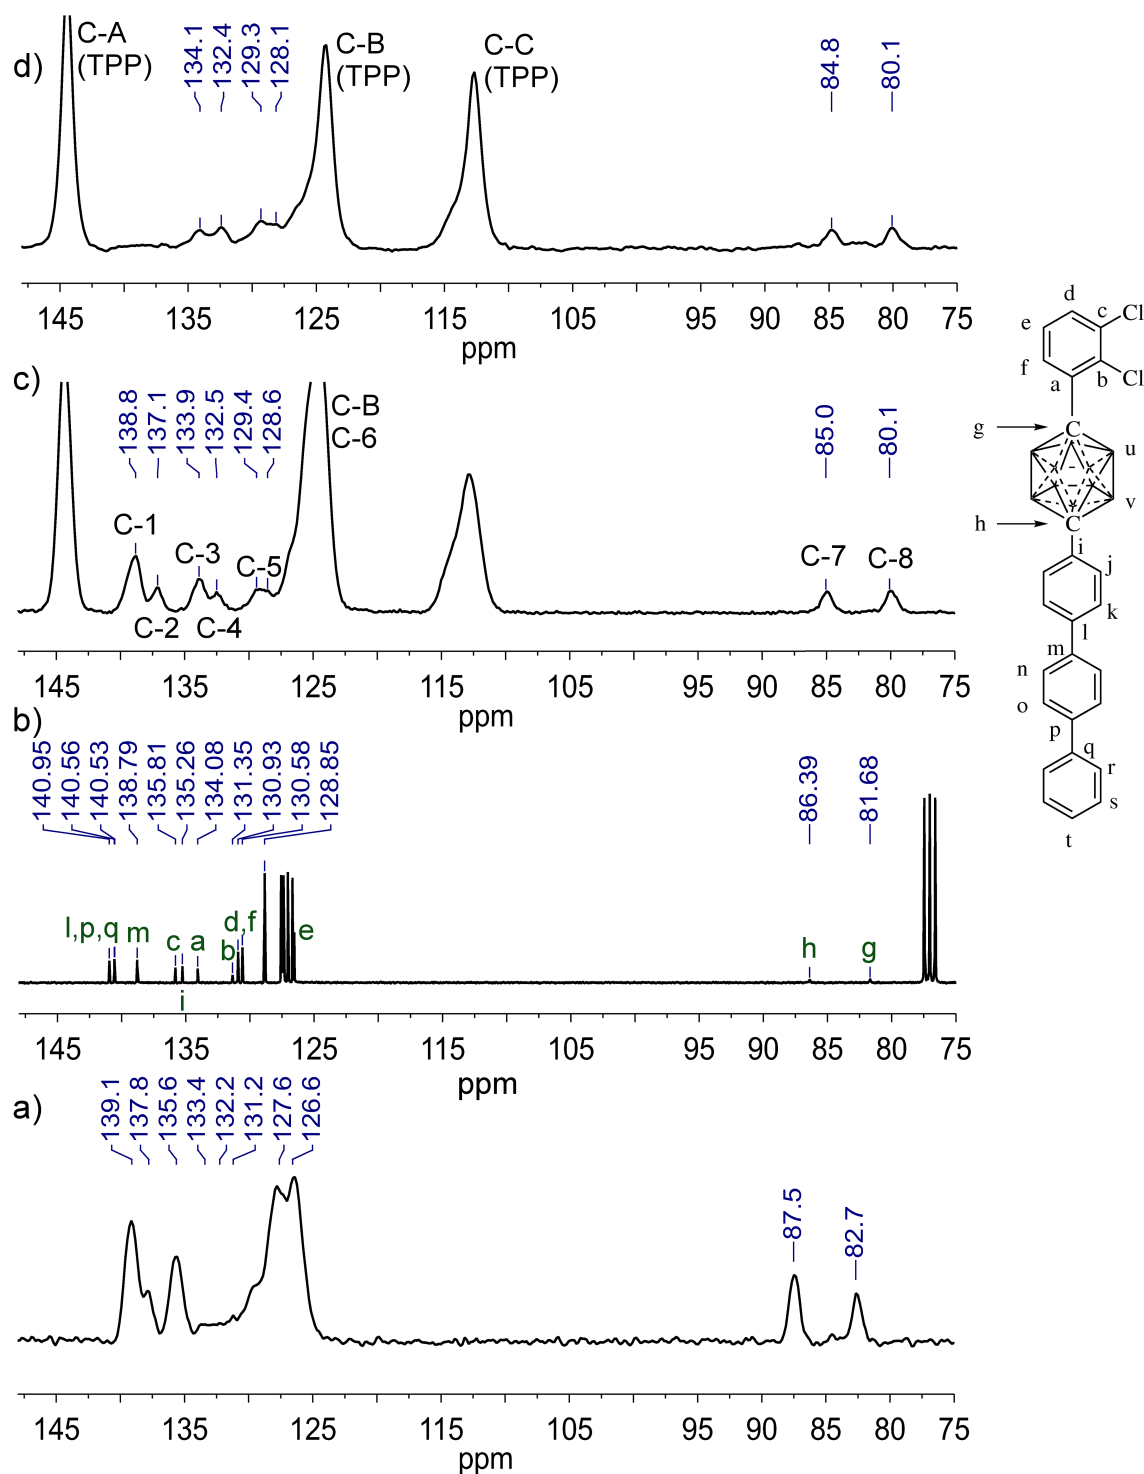 d)
C-A
(TPP)
134.1
132.4
129.3
128.1
C-B
(TPP)
C-C
(TPP)
84.8
80.1
145 135 125 115 105 95 90 85 80 75
ppm
c)
138.8
137.1
133.9
132.5
129.4
128.6
C-B
C-6
85.0
80.1
C-1
C-2
C-3
C-4
C-5
C-7
C-8
145 135 125 115 105 95 90 85 80 75
ppm
b)
140.95
140.56
140.53
138.79
135.81
135.26
134.08
131.35
130.93
130.58
128.85
86.39
81.68
l,p,q
m
c
i
a
b
d,f
e
h
g
145 135 125 115 105 95 90 85 80 75
ppm
a)
139.1
137.8
135.6
133.4
132.2
131.2
127.6
126.6
87.5
82.7
145 135 125 115 105 95 90 85 80 75
ppm
d
c
Cl
e
f
b
Cl
a
g
C
u
v
h
C
i
j
k
l
m
n
o
p
q
r
s
t